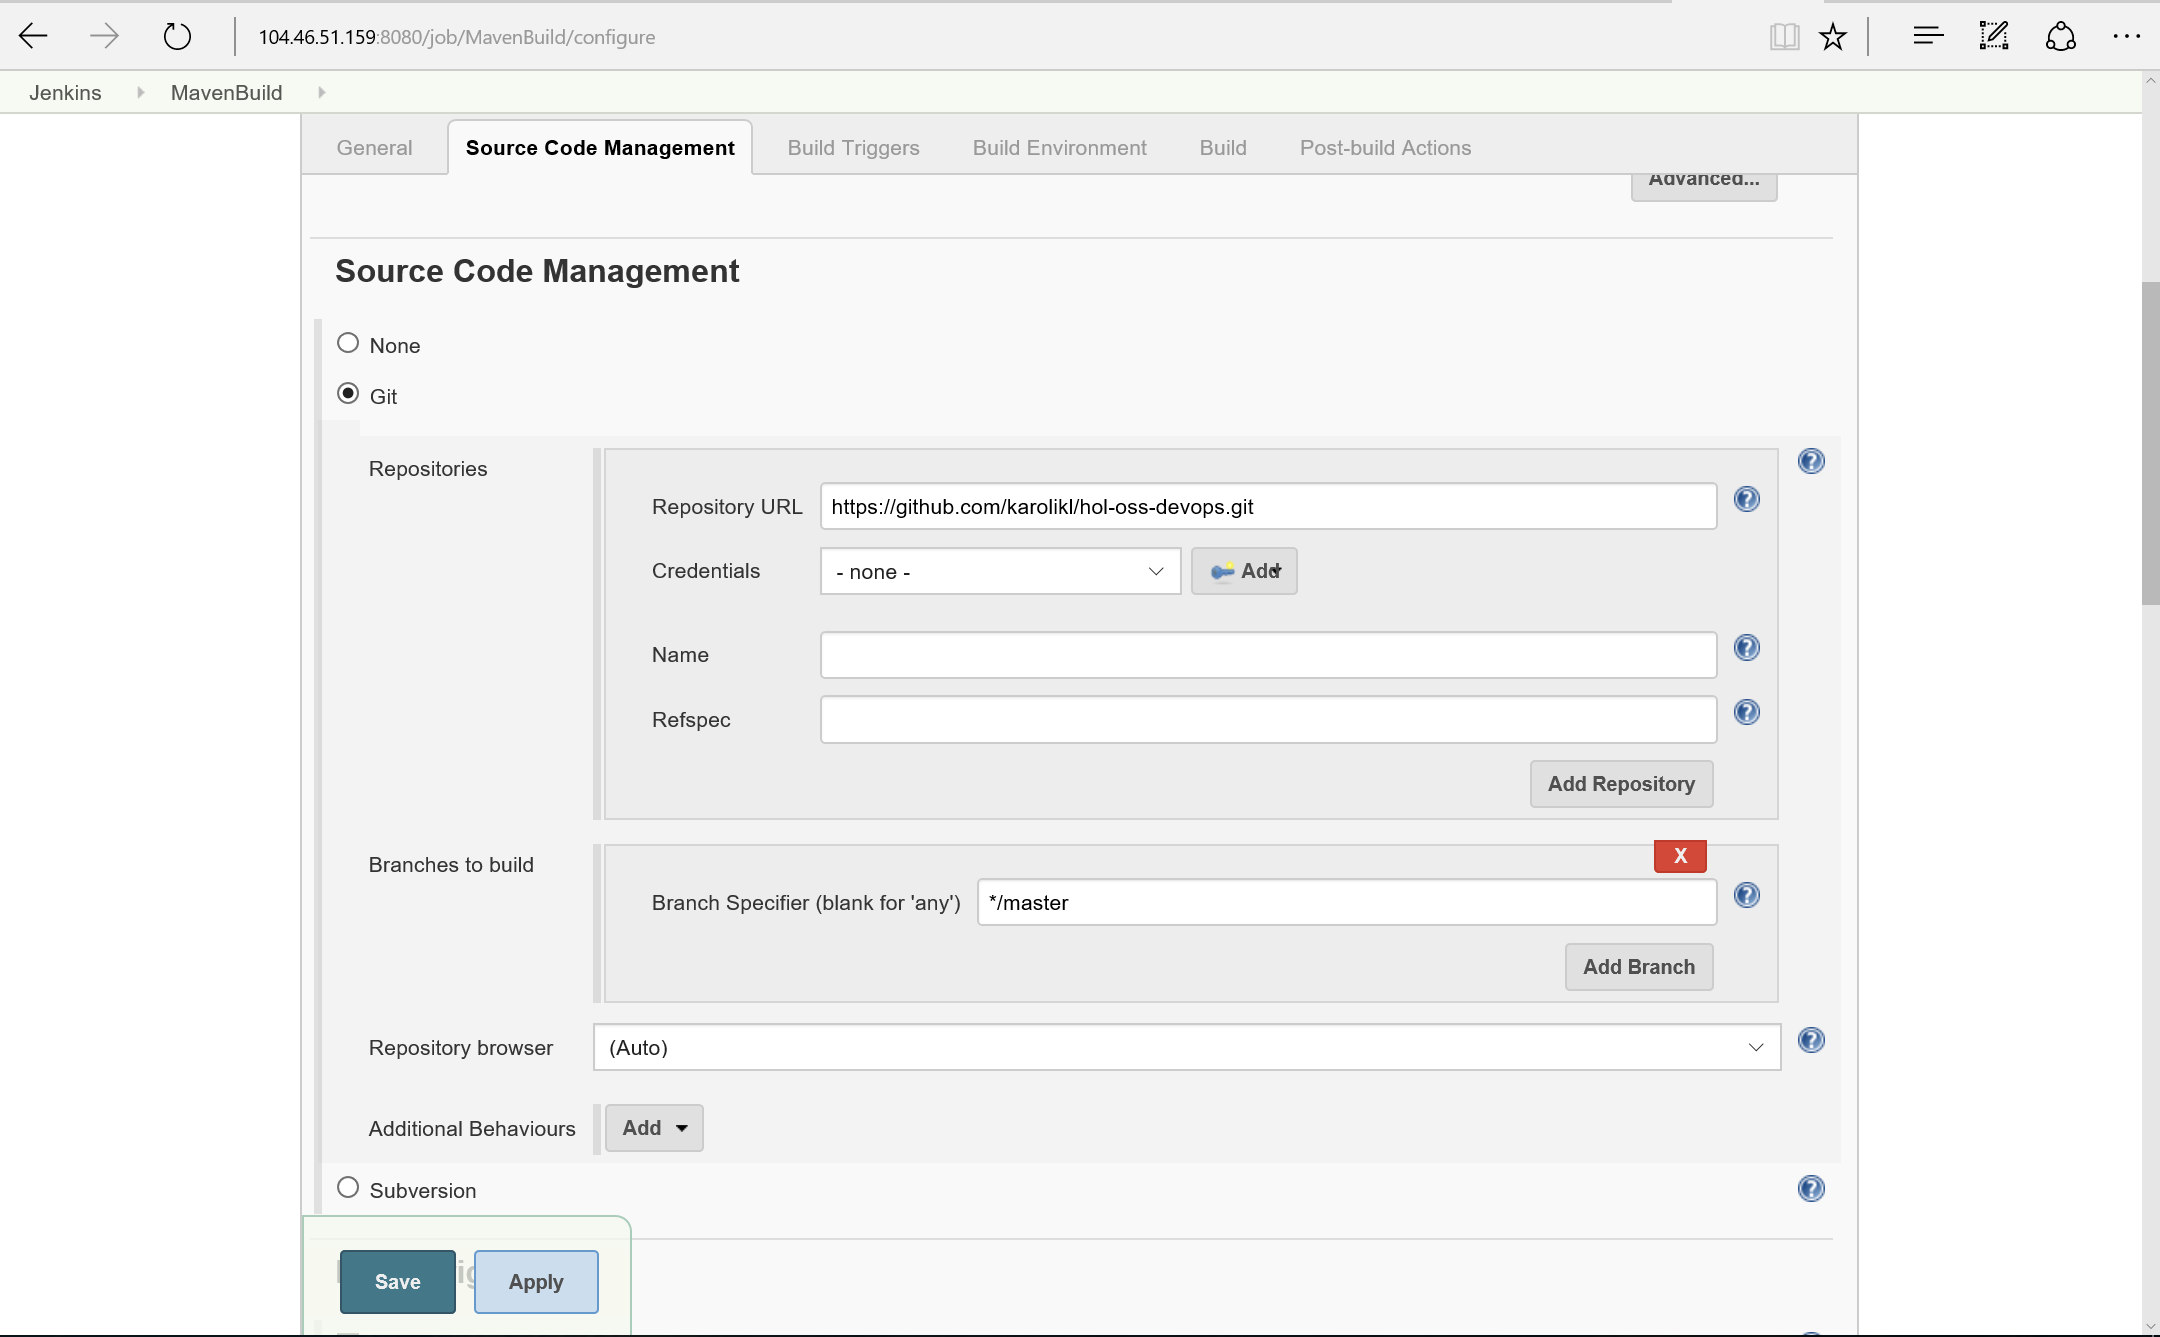 104.46.51.159:8080/job/MavenBuild/configure
Jenkins MavenBuild
General Source Code Management Build Triggers Build Environment Build Post-build Actions
Advanced...
Source Code Management
None
Git
Repositories
Repository URL https://github.com/karolikl/hol-oss-devops.git
Credentials - none - Add
Name
Refspec
Add Repository
Branches to build
X
Branch Specifier (blank for 'any') */master
Add Branch
Repository browser (Auto)
Additional Behaviours Add
Subversion
Save Apply